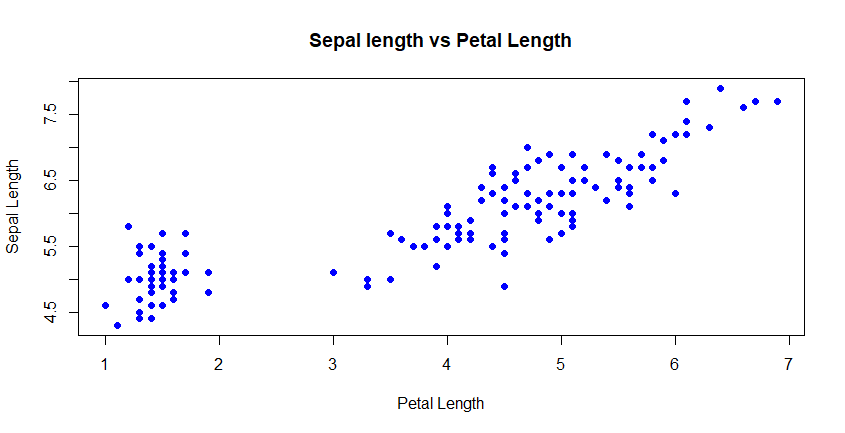 Sepal length vs Petal Length
Sepal Length
7.5
6.5
5.5
4.5
1 2 3 4 5 6 7
Petal Length